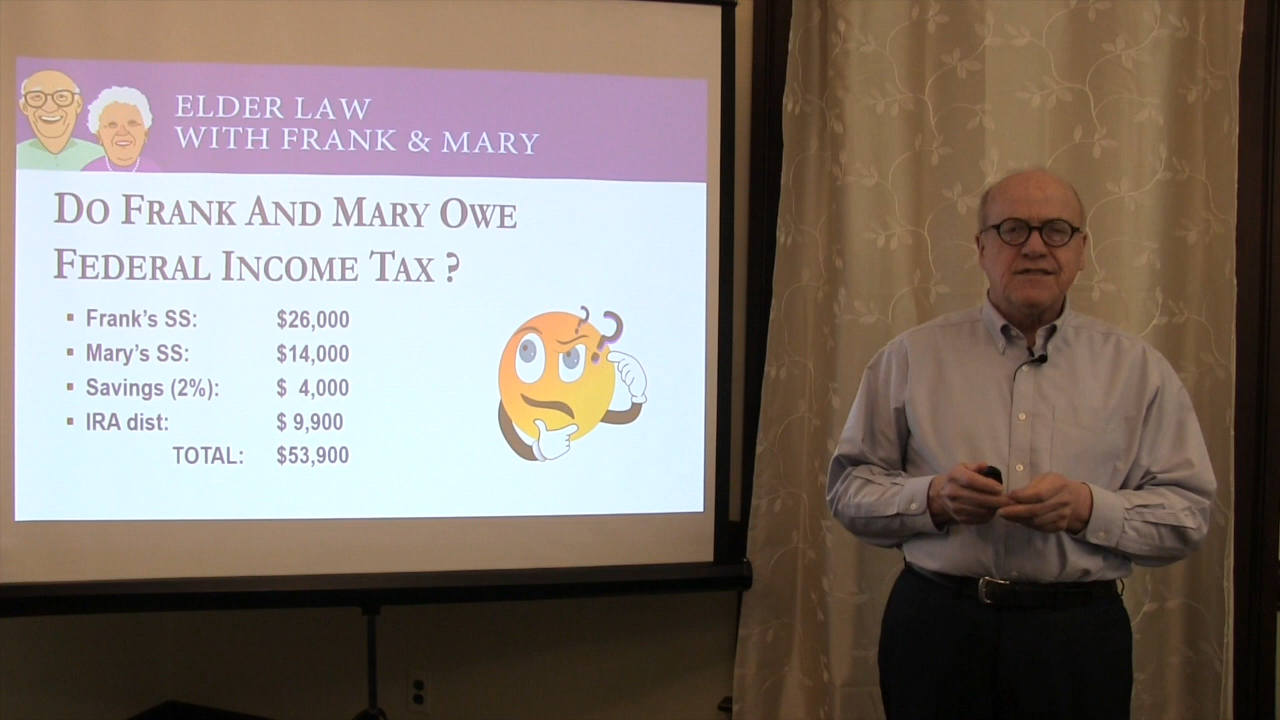 ELDER LAW
WITH FRANK & MARY
DO FRANK AND MARY OWE
FEDERAL INCOME TAX ?
▪ Frank's SS: $26,000
▪ Mary's SS: $14,000
▪ Savings (2%): $ 4,000
▪ IRA dist: $ 9,900
TOTAL: $53,900
? ?